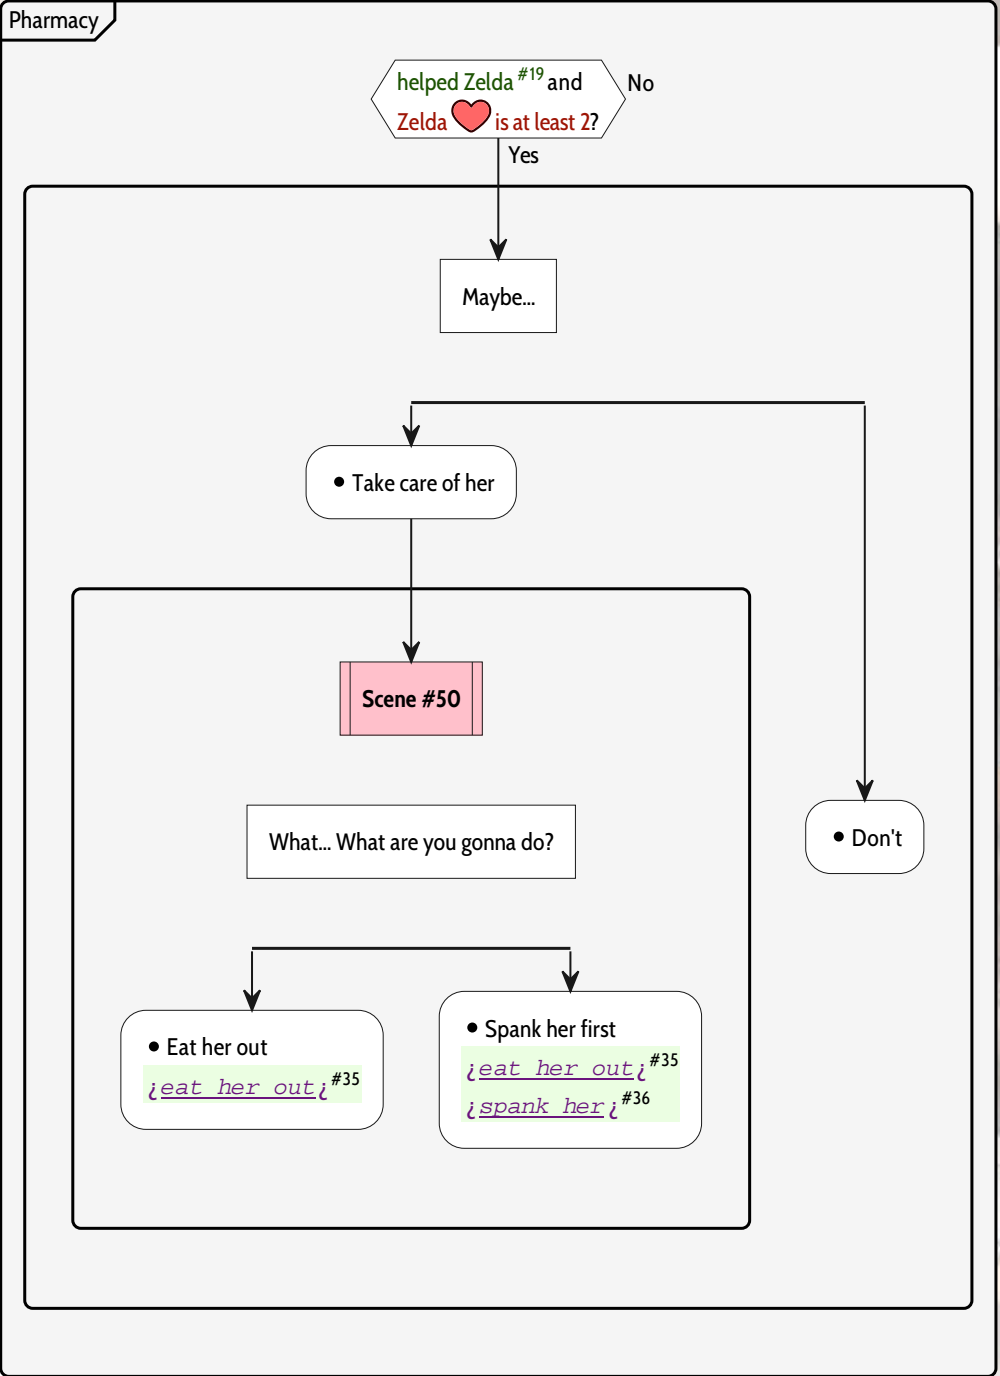 Pharmacy
helped Zelda #19 and
Zelda is at least 2?
No
Yes
Maybe...
• Take care of her
Scene #50
What... What are you gonna do?
• Don't
• Eat her out
¿eat her out¿ #35
• Spank her first
¿eat her out¿ #35
¿spank her¿ #36